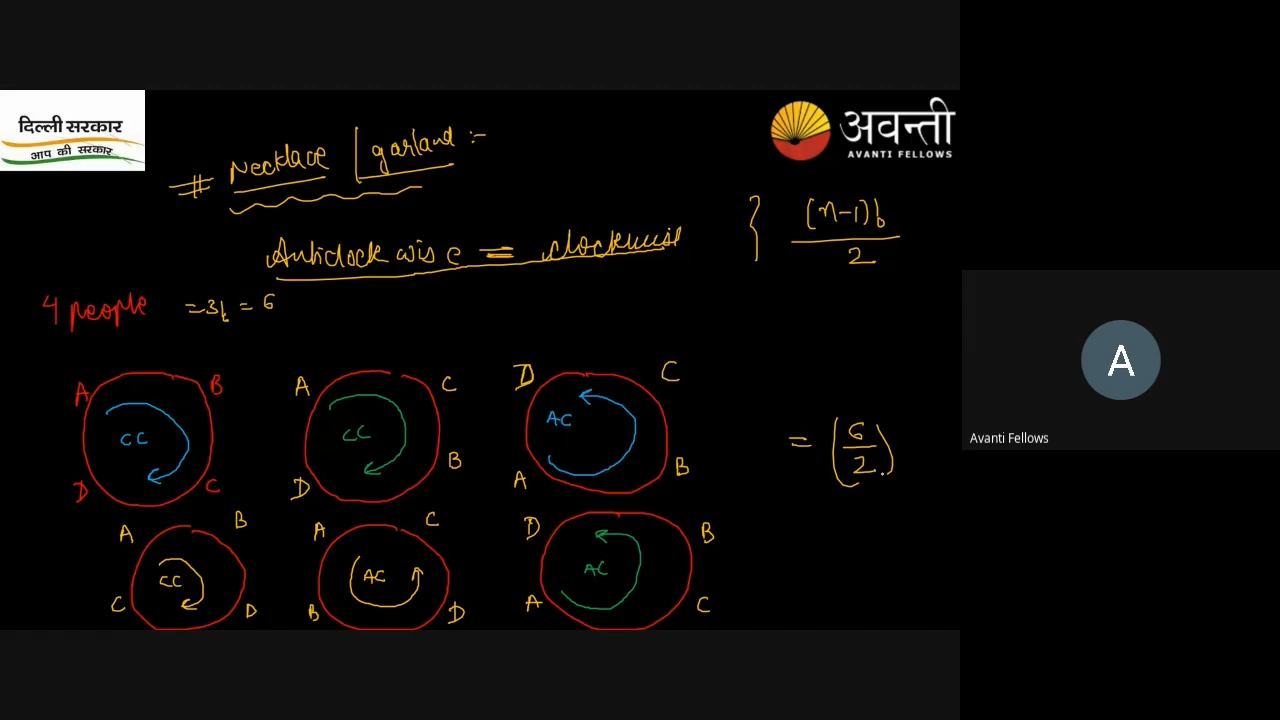 दिल्ली सरकार
आप की सरकार
अवन्ती
AVANTI FELLOWS
# Necklace | garland :-
Anticlockwise = clockwise } (n-1)! / 2
4 people = 3! = 6
A B
CC
D C
A C
CC
D B
D C
AC
A B
= (6/2)
A B
CC
C D
A C
AC
B D
D B
AC
A C
A
Avanti Fellows